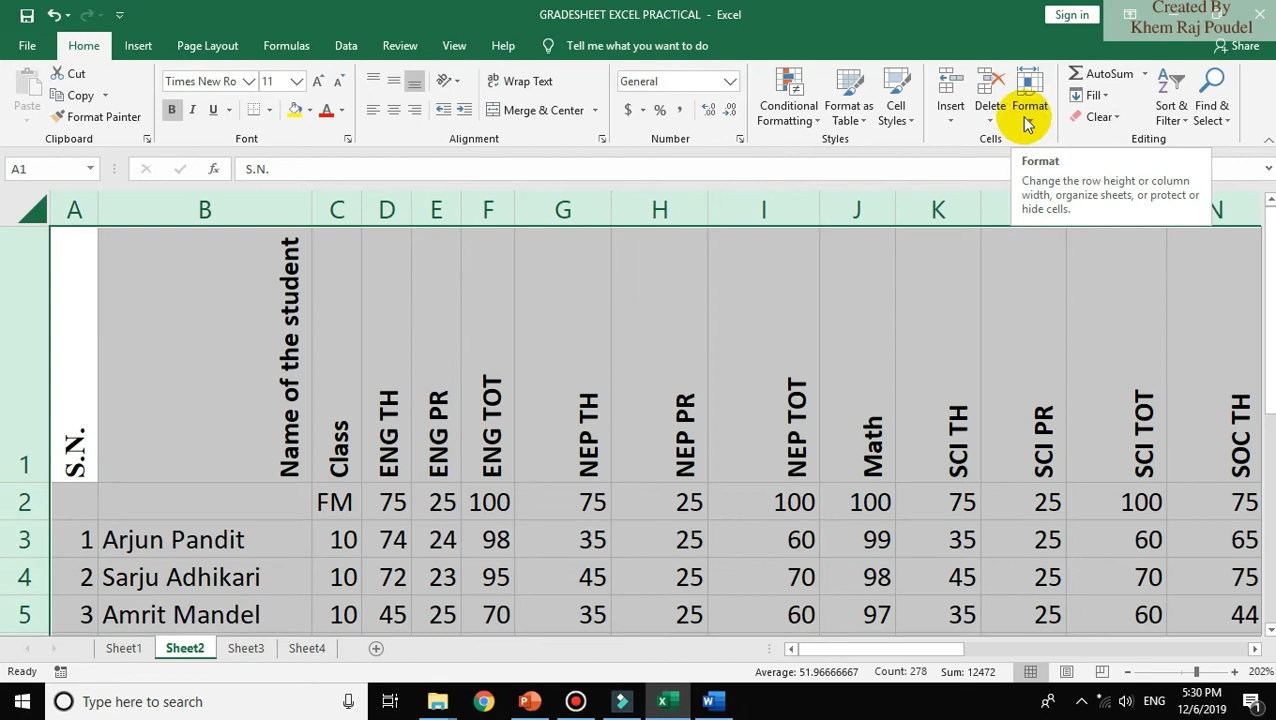 GRADESHEET EXCEL PRACTICAL - Excel
Sign in
Created By
Khem Raj Poudel
File Home Insert Page Layout Formulas Data Review View Help Tell me what you want to do Share
Cut
Copy
Format Painter
Paste
Clipboard
Times New Ro 11
B I U
Font
Wrap Text
Merge & Center
Alignment
General
$ % ,
Number
Conditional Formatting
Format as Table
Cell Styles
Styles
Insert Delete Format
Cells
AutoSum
Fill
Clear
Sort & Filter
Find & Select
Editing
A1 fx S.N.
Format
Change the row height or column
width, organize sheets, or protect or
hide cells.
A B C D E F G H I J K N
1 S.N. Name of the student Class ENG TH ENG PR ENG TOT NEP TH NEP PR NEP TOT Math SCI TH SCI PR SCI TOT SOC TH
2 FM 75 25 100 75 25 100 100 75 25 100 75
3 1 Arjun Pandit 10 74 24 98 35 25 60 99 35 25 60 65
4 2 Sarju Adhikari 10 72 23 95 45 25 70 98 45 25 70 75
5 3 Amrit Mandel 10 45 25 70 35 25 60 97 35 25 60 44
Sheet1 Sheet2 Sheet3 Sheet4
Ready Average: 51.96666667 Count: 278 Sum: 12472 202%
Type here to search ENG 5:30 PM
12/6/2019